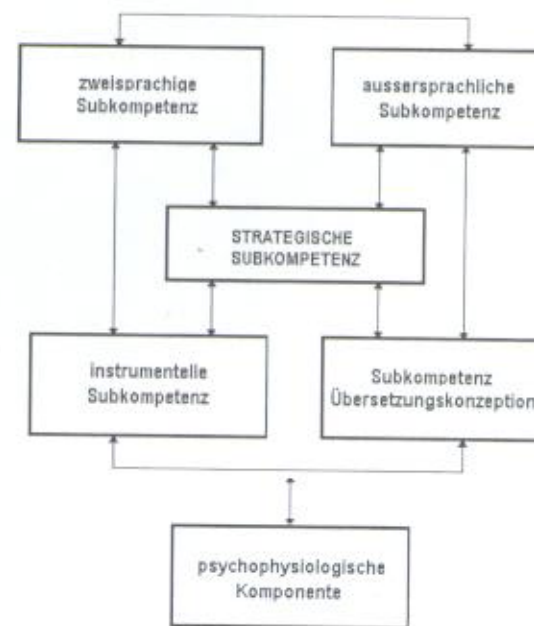 zweisprachige
Subkompetenz
aussersprachliche
Subkompetenz
STRATEGISCHE
SUBKOMPETENZ
instrumentelle
Subkompetenz
Subkompetenz
Übersetzungskonzeption
psychophysiologische
Komponente